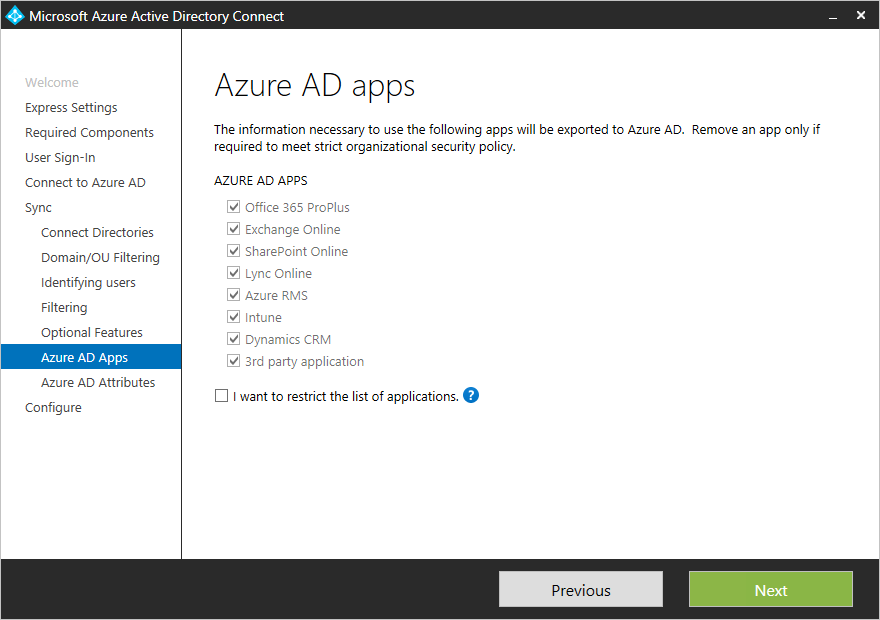 Microsoft Azure Active Directory Connect
Welcome
Express Settings
Required Components
User Sign-In
Connect to Azure AD
Sync
Connect Directories
Domain/OU Filtering
Identifying users
Filtering
Optional Features
Azure AD Apps
Azure AD Attributes
Configure
Azure AD apps
The information necessary to use the following apps will be exported to Azure AD.  Remove an app only if
required to meet strict organizational security policy.
AZURE AD APPS
Office 365 ProPlus
Exchange Online
SharePoint Online
Lync Online
Azure RMS
Intune
Dynamics CRM
3rd party application
I want to restrict the list of applications. ?
Previous
Next